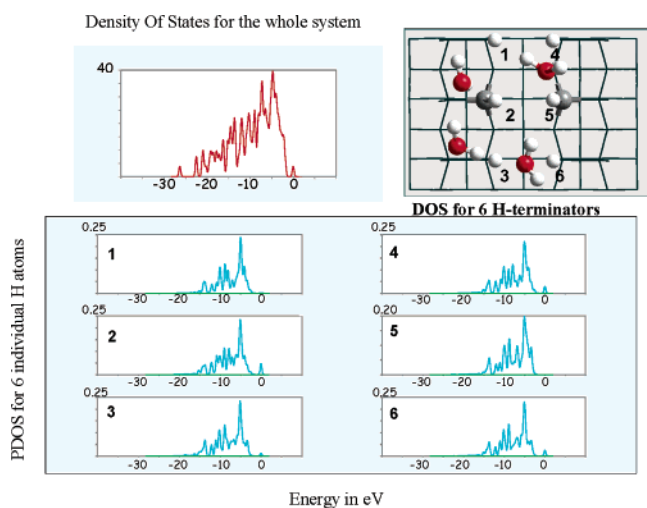 Density Of States for the whole system
40
-30 -20 -10 0
1 4
2 5
3 6
DOS for 6 H-terminators
PDOS for 6 individual H atoms
0.25
1
-30 -20 -10 0
0.25
2
-30 -20 -10 0
0.25
3
-30 -20 -10 0
0.25
4
-30 -20 -10 0
0.20
5
-30 -20 -10 0
0.25
6
-30 -20 -10 0
Energy in eV